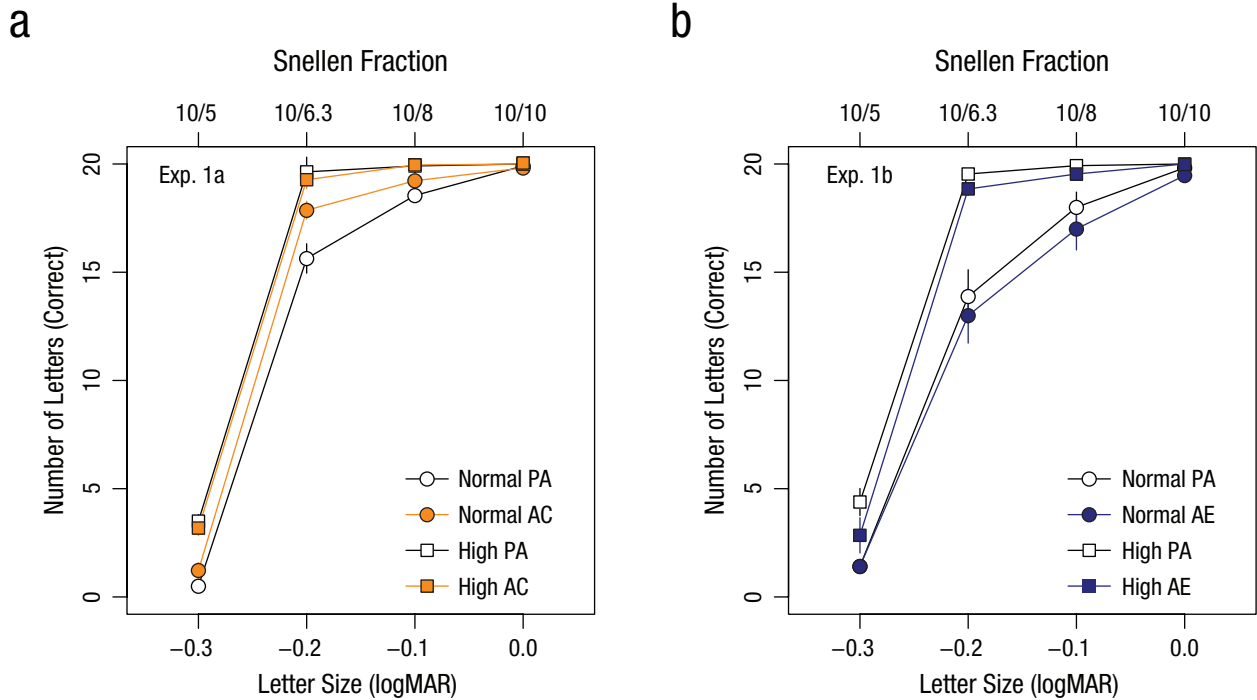 a
Snellen Fraction
10/5 10/6.3 10/8 10/10
Exp. 1a
Number of Letters (Correct)
20
15
10
5
0
Normal PA
Normal AC
High PA
High AC
−0.3 −0.2 −0.1 0.0
Letter Size (logMAR)
b
Snellen Fraction
10/5 10/6.3 10/8 10/10
Exp. 1b
Number of Letters (Correct)
20
15
10
5
0
Normal PA
Normal AE
High PA
High AE
−0.3 −0.2 −0.1 0.0
Letter Size (logMAR)